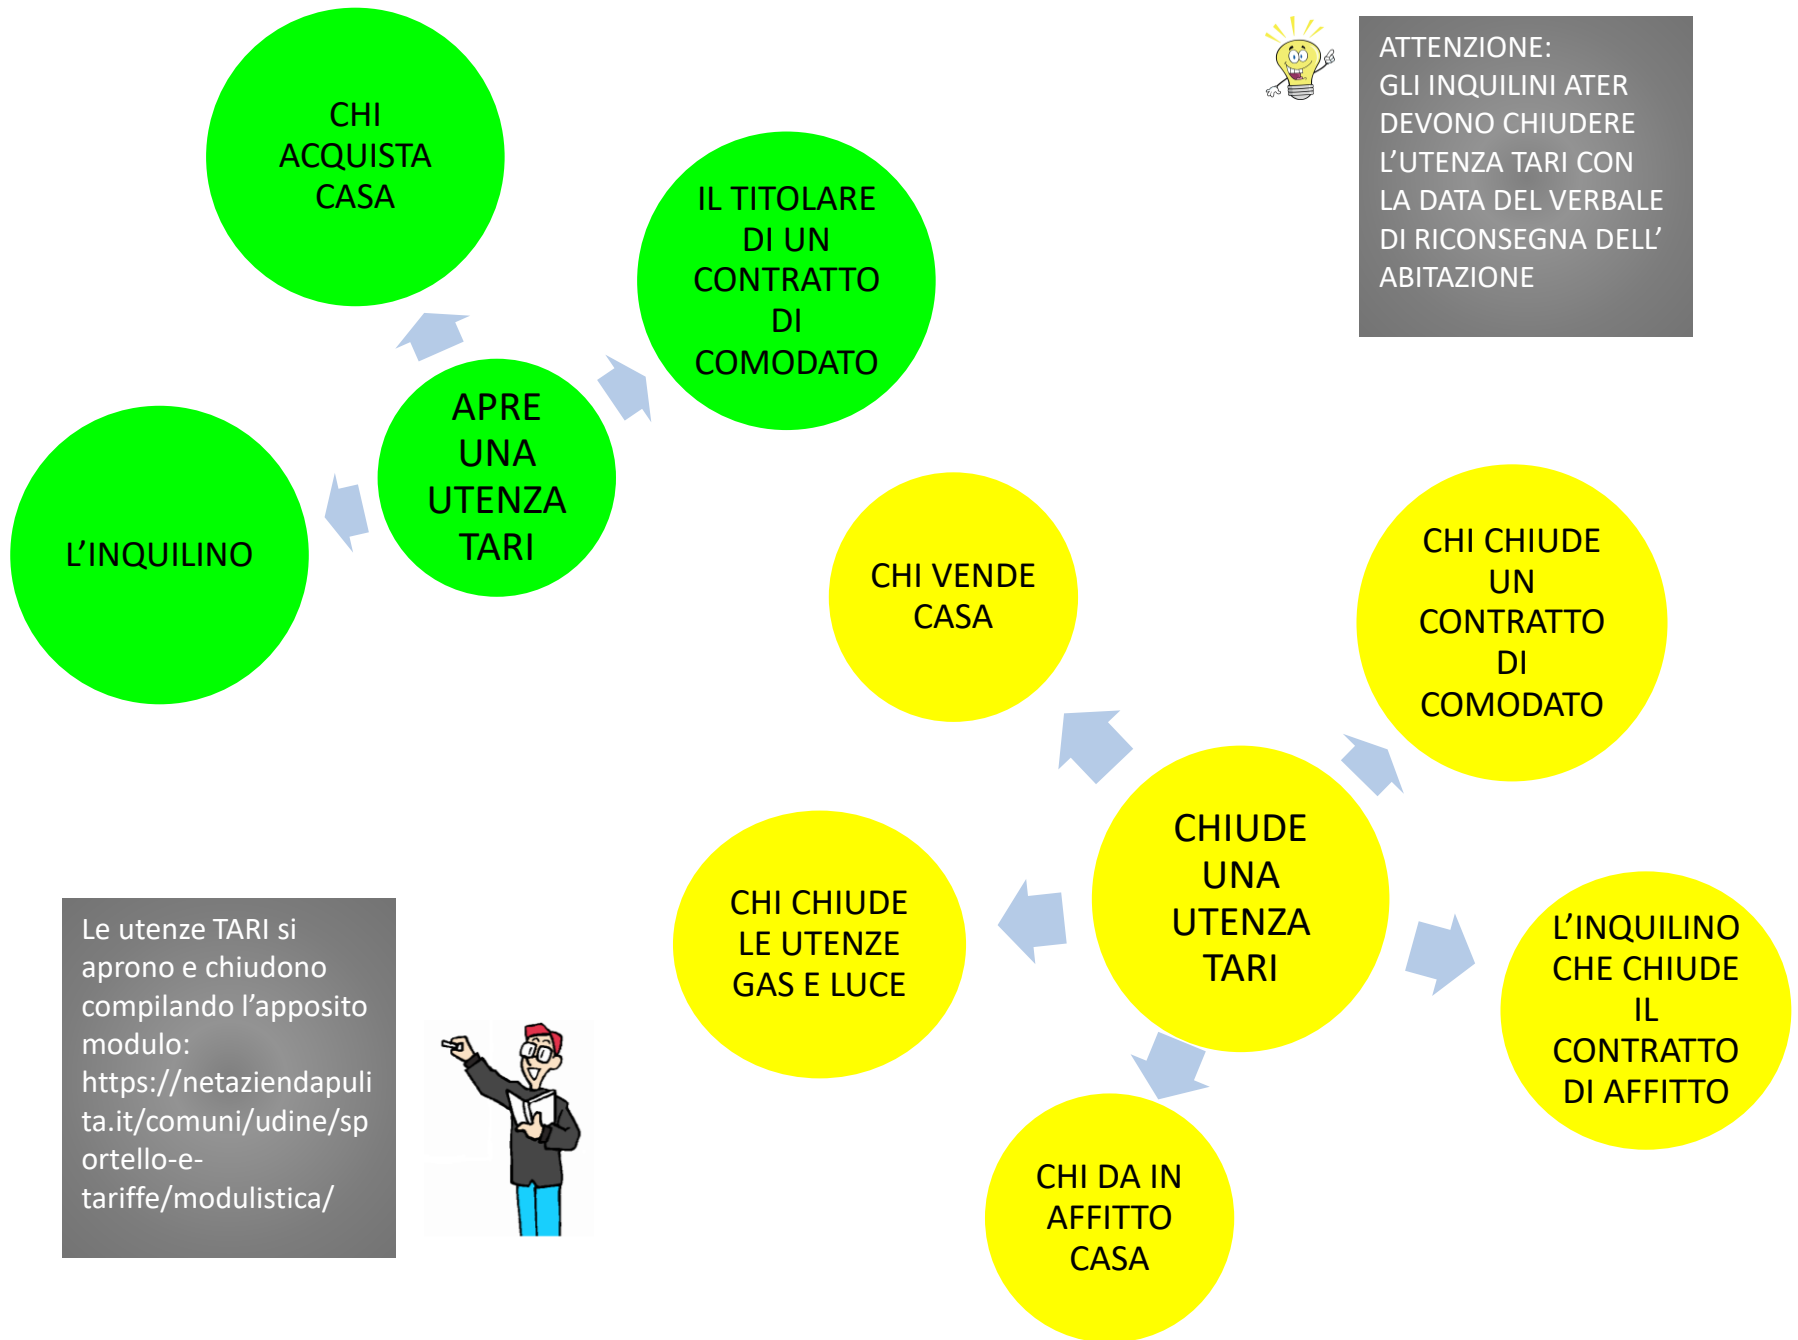 CHI
ACQUISTA
CASA
IL TITOLARE
DI UN
CONTRATTO
DI
COMODATO
APRE
UNA
UTENZA
TARI
L’INQUILINO
ATTENZIONE:
GLI INQUILINI ATER
DEVONO CHIUDERE
L’UTENZA TARI CON
LA DATA DEL VERBALE
DI RICONSEGNA DELL’
ABITAZIONE
CHI VENDE
CASA
CHI CHIUDE
UN
CONTRATTO
DI
COMODATO
CHIUDE
UNA
UTENZA
TARI
CHI CHIUDE
LE UTENZE
GAS E LUCE
L’INQUILINO
CHE CHIUDE
IL
CONTRATTO
DI AFFITTO
CHI DA IN
AFFITTO
CASA
Le utenze TARI si
aprono e chiudono
compilando l’apposito
modulo:
https://netaziendapuli
ta.it/comuni/udine/sp
ortello-e-
tariffe/modulistica/